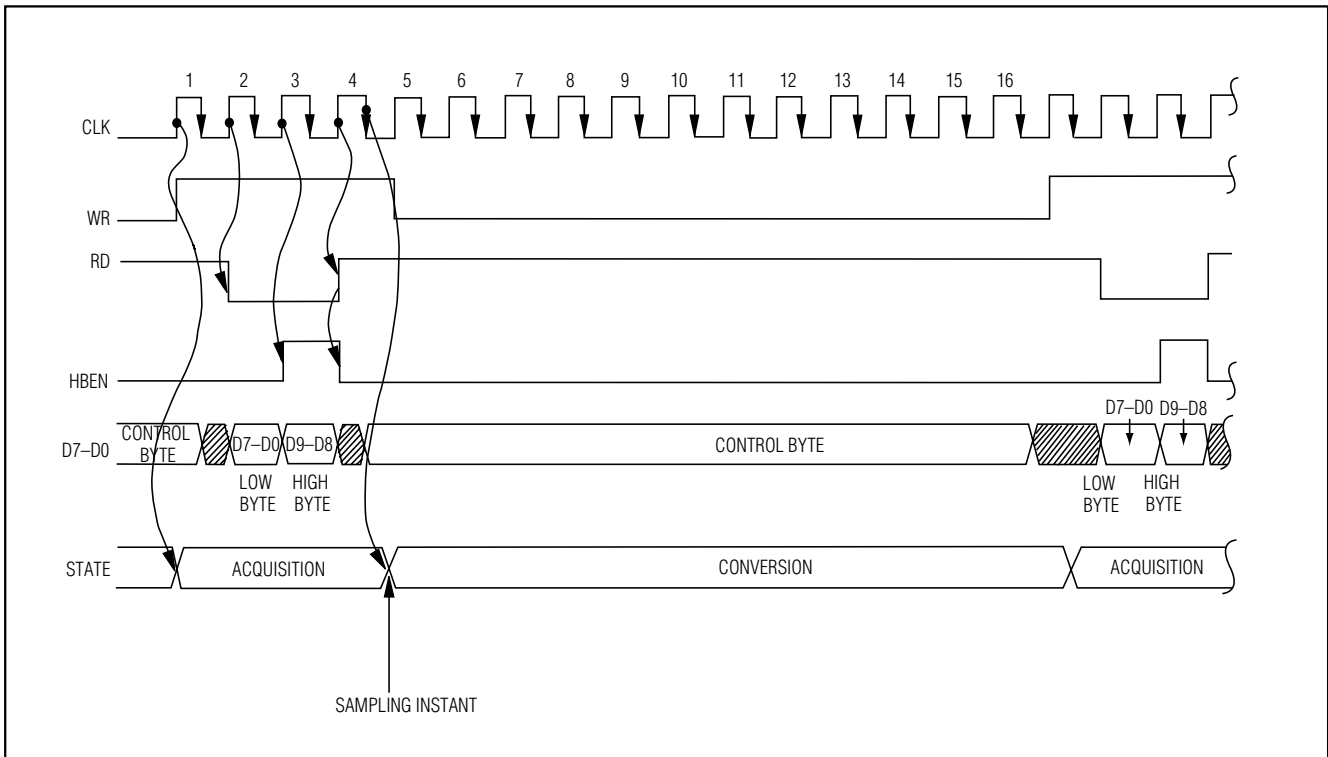 1 2 3 4 5 6 7 8 9 10 11 12 13 14 15 16
CLK
WR
RD
HBEN
D7–D0 D9–D8
D7–D0
CONTROL
BYTE
D7–D0 D9–D8
CONTROL BYTE
LOW
BYTE
HIGH
BYTE
LOW
BYTE
HIGH
BYTE
STATE
ACQUISITION
CONVERSION
ACQUISITION
SAMPLING INSTANT